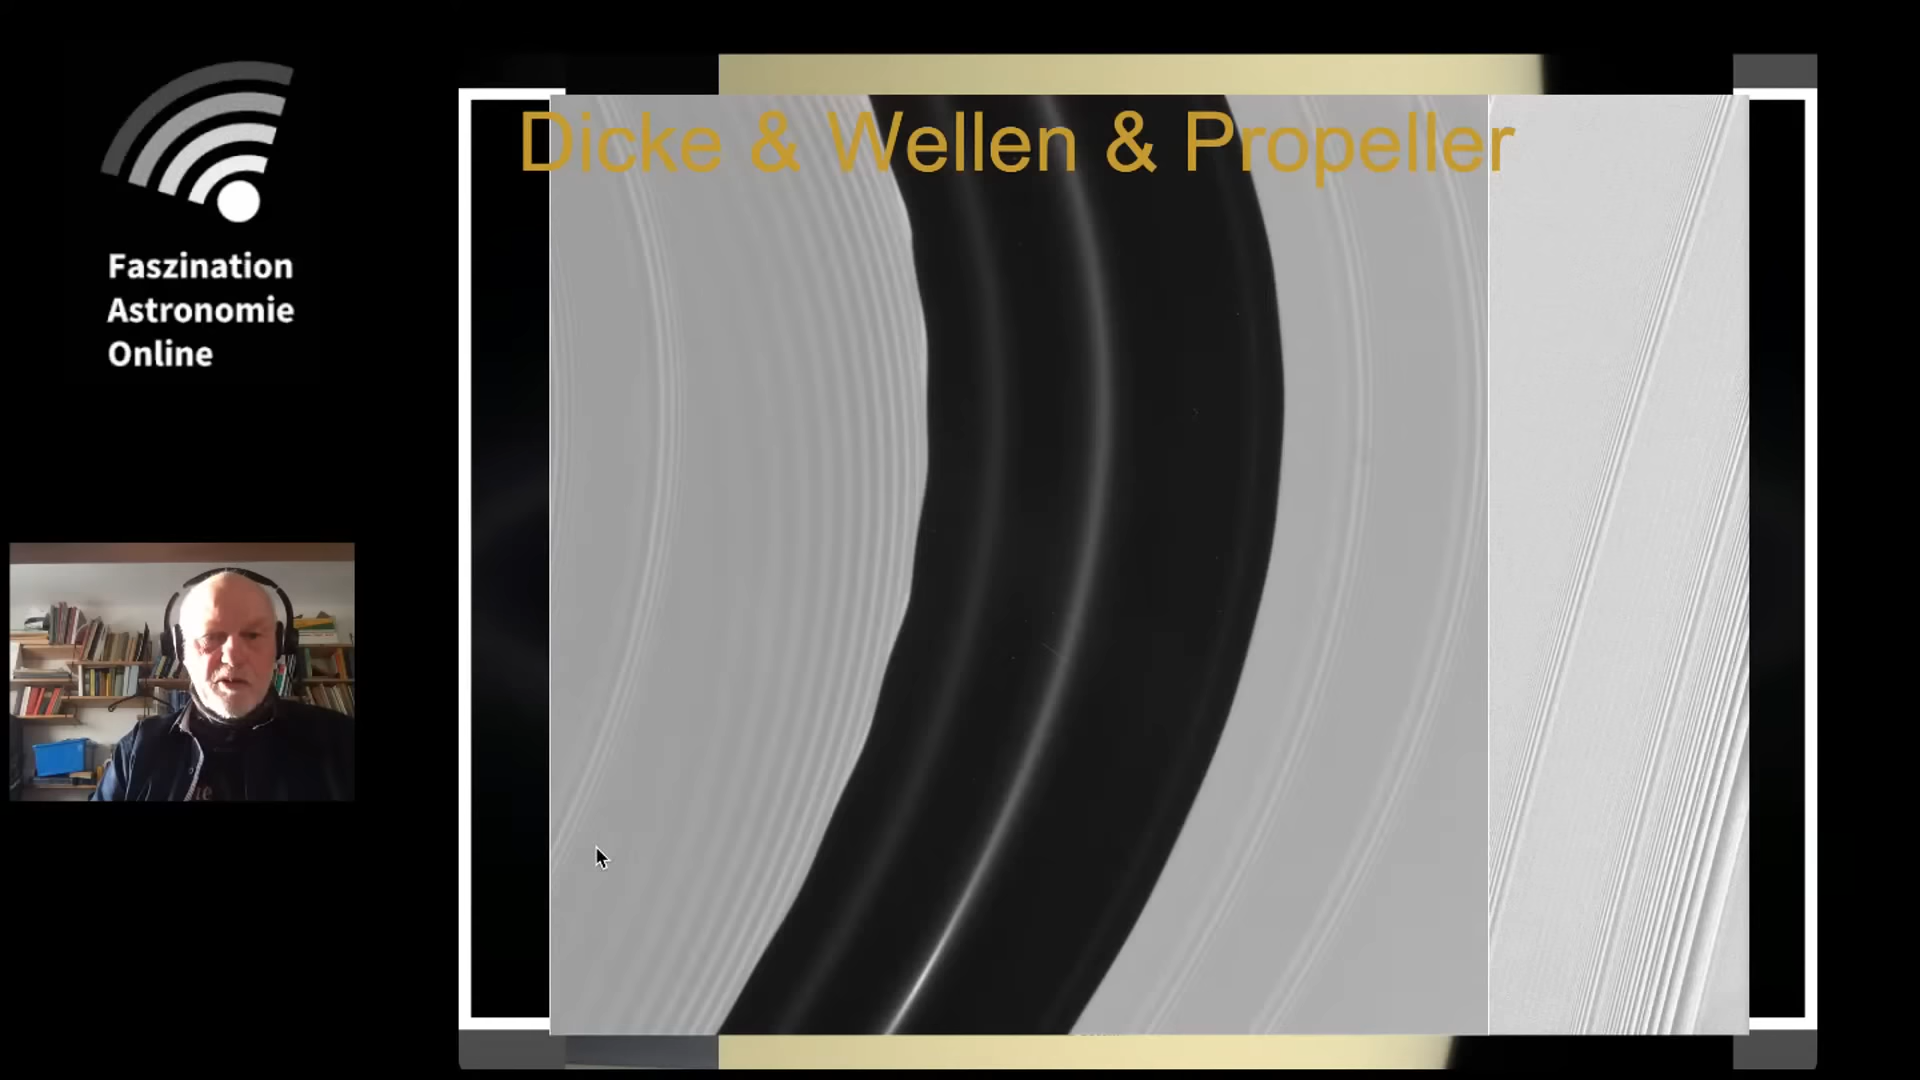 Dicke & Wellen & Propeller
Faszination
Astronomie
Online